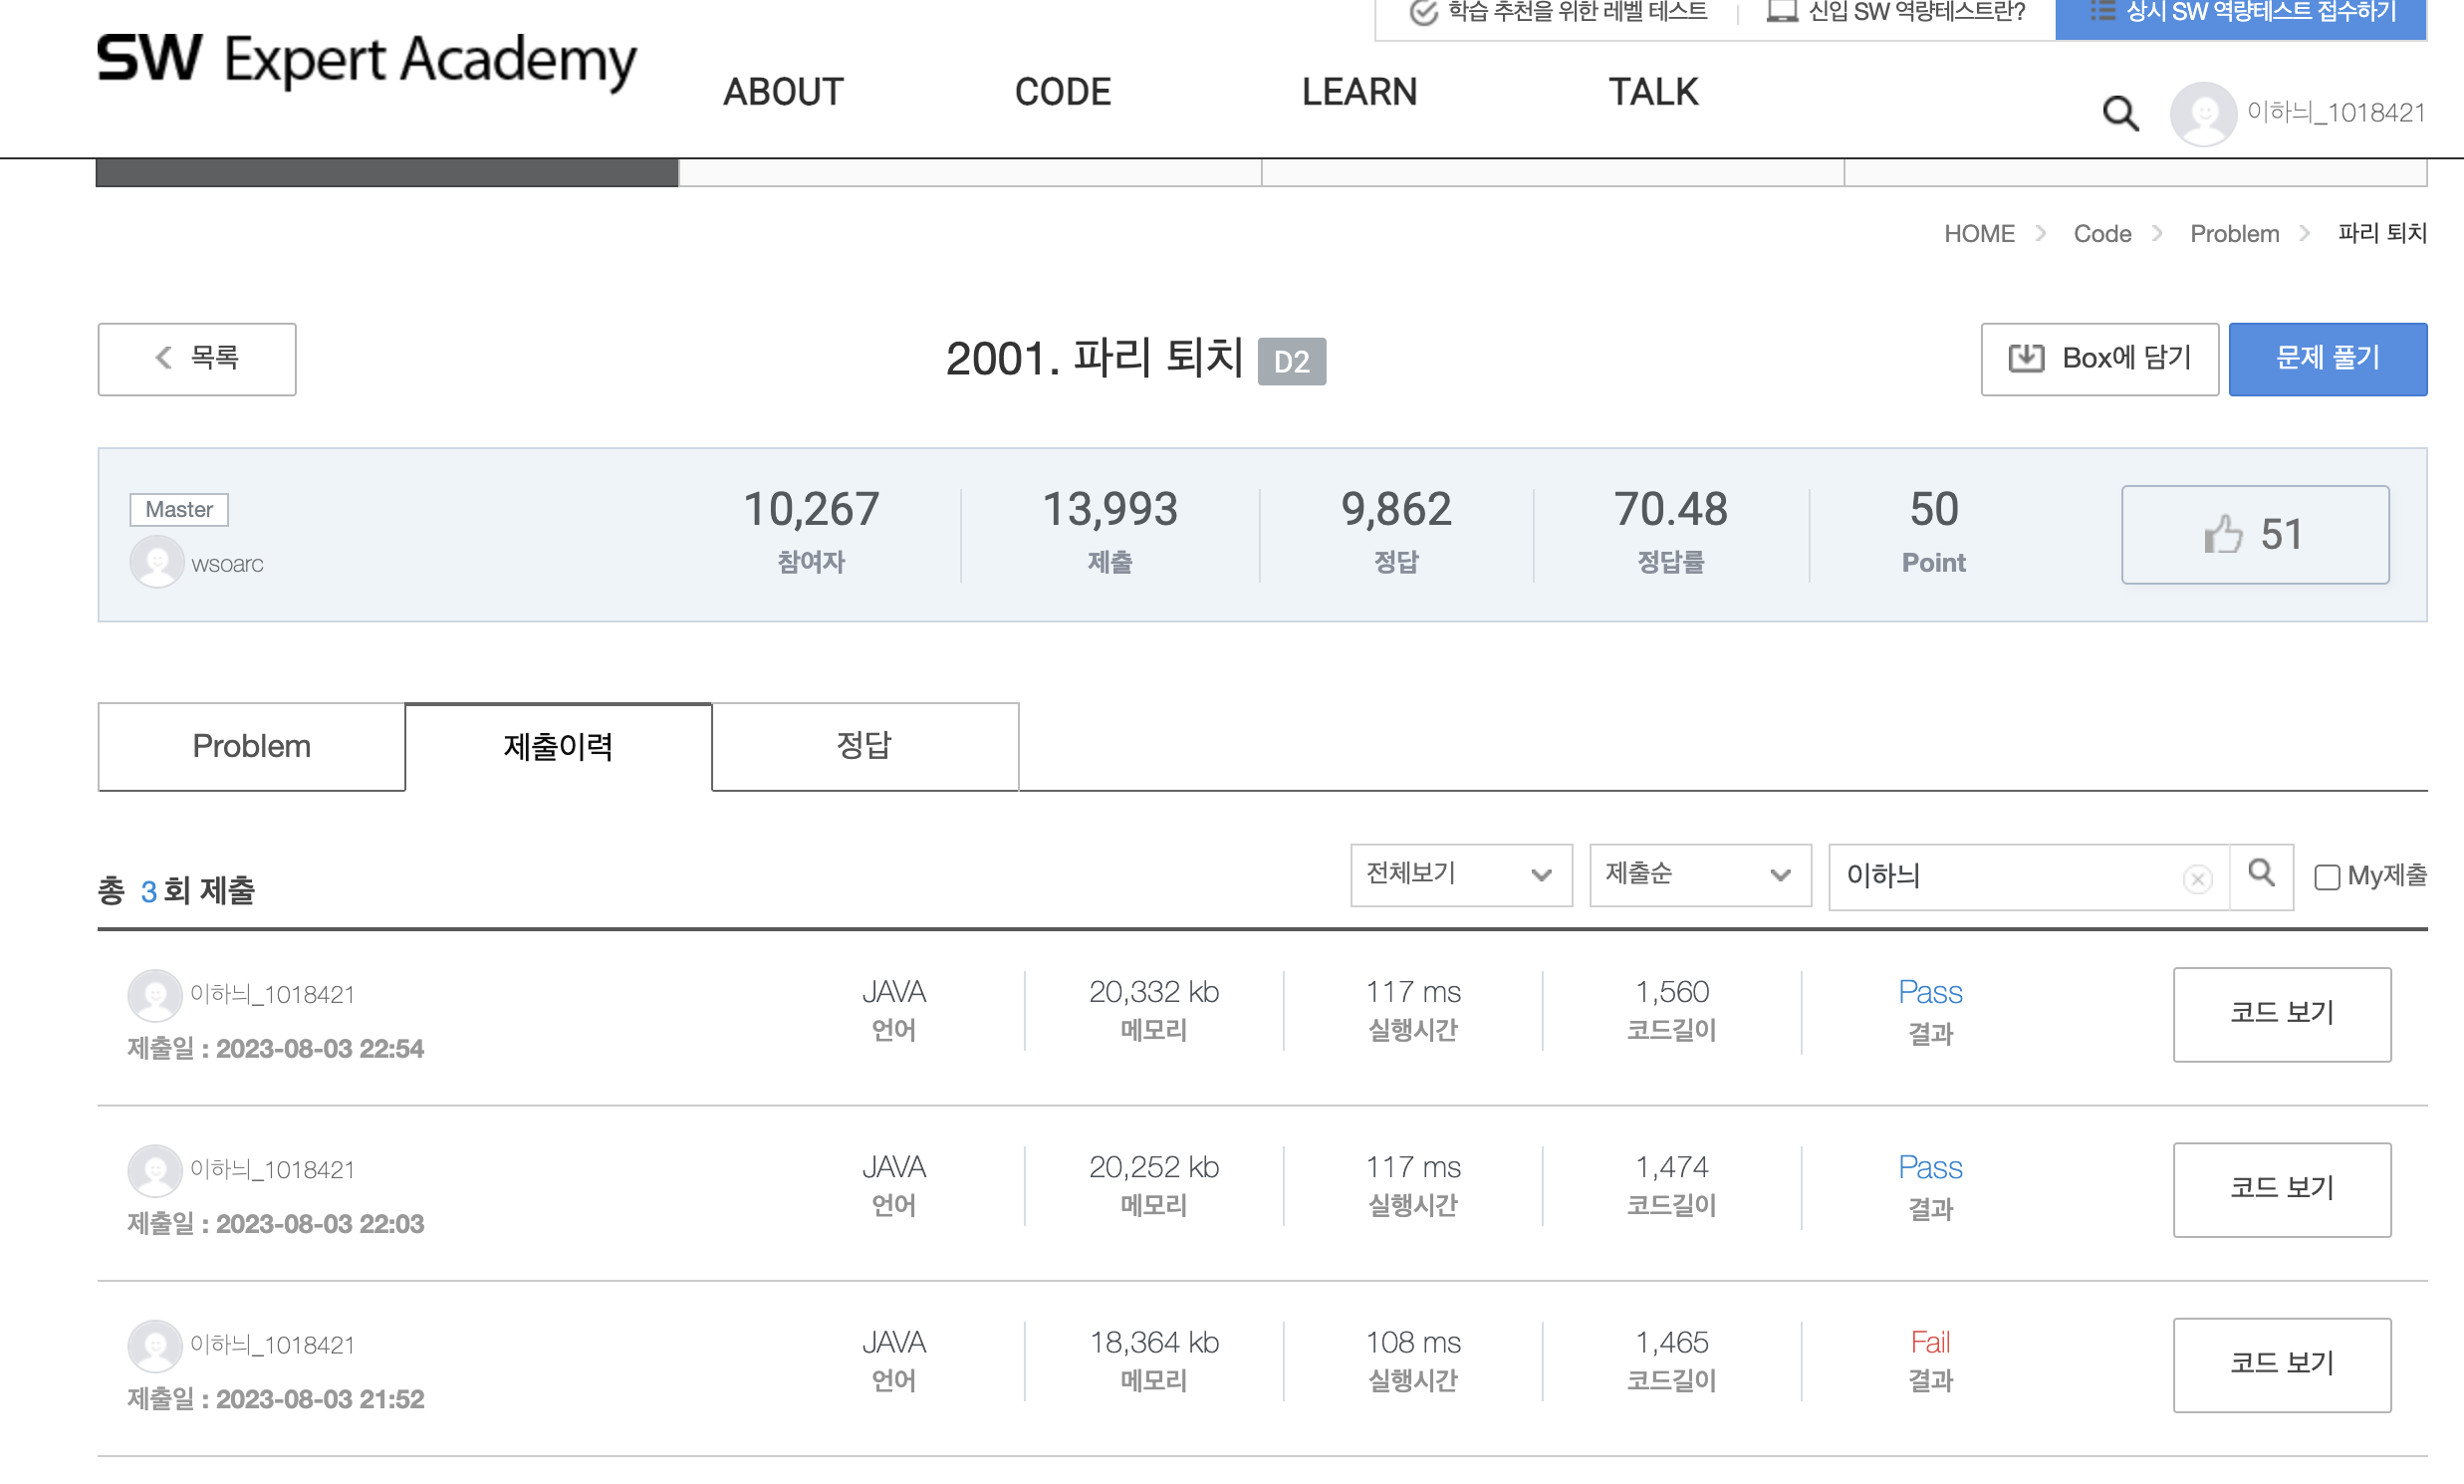 학습 추천을 위한 레벨 테스트
신입 SW 역량테스트란?
상시 SW 역량테스트 접수하기
SW Expert Academy
ABOUT
CODE
LEARN
TALK
이하늬_1018421
HOME
Code
Problem
파리 퇴치
목록
2001. 파리 퇴치 D2
Box에 담기
문제 풀기
Master
wsoarc
10,267
참여자
13,993
제출
9,862
정답
70.48
정답률
50
Point
51
Problem
제출이력
정답
총 3 회 제출
전체보기
제출순
이하늬
My제출
이하늬_1018421
제출일 : 2023-08-03 22:54
JAVA
언어
20,332 kb
메모리
117 ms
실행시간
1,560
코드길이
Pass
결과
코드 보기
이하늬_1018421
제출일 : 2023-08-03 22:03
JAVA
언어
20,252 kb
메모리
117 ms
실행시간
1,474
코드길이
Pass
결과
코드 보기
이하늬_1018421
제출일 : 2023-08-03 21:52
JAVA
언어
18,364 kb
메모리
108 ms
실행시간
1,465
코드길이
Fail
결과
코드 보기